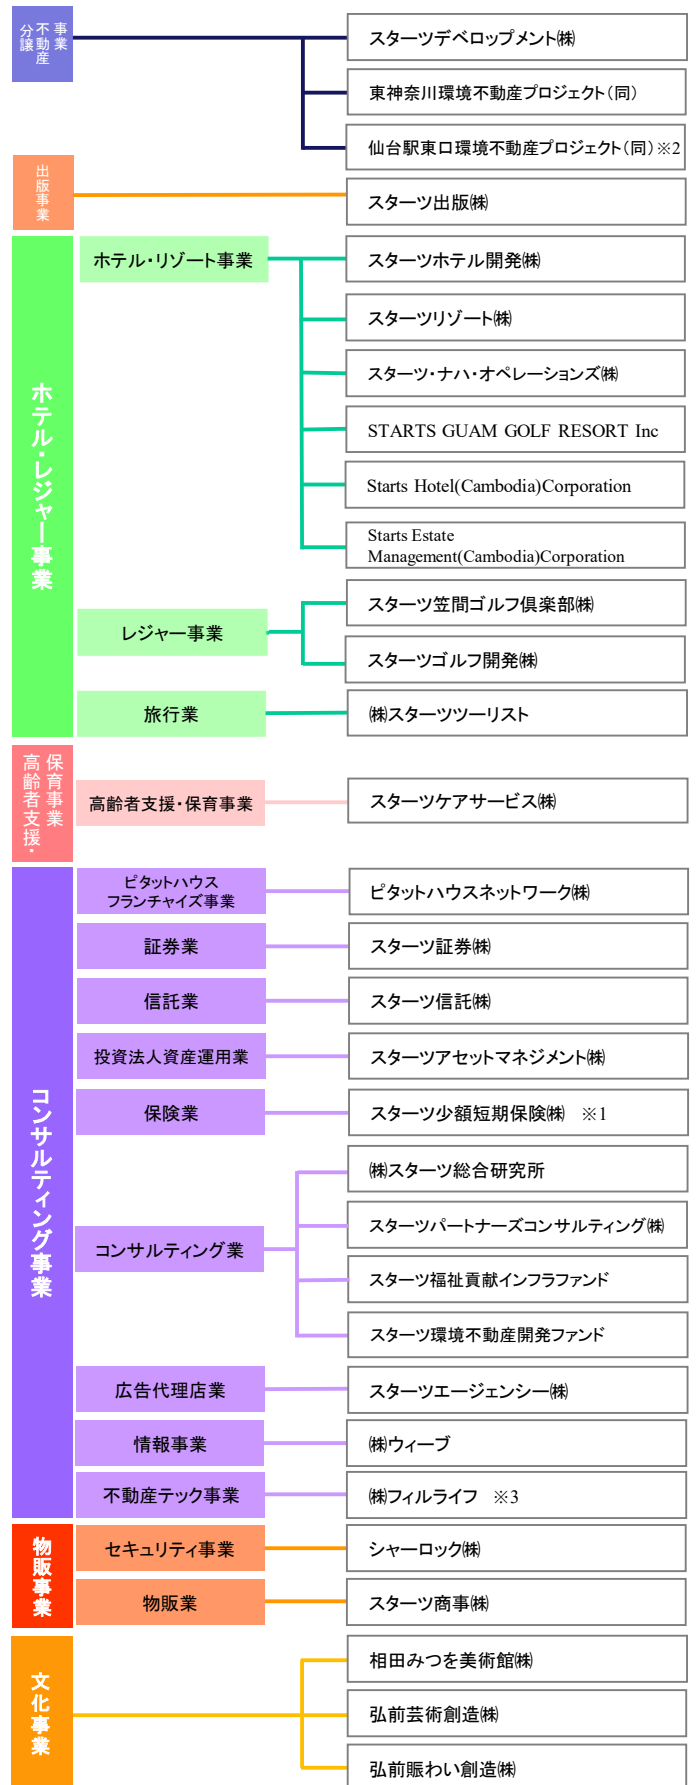 分譲
不動産
事業
スターツデベロップメント㈱
東神奈川環境不動産プロジェクト（同）
仙台駅東口環境不動産プロジェクト（同）※2
出版事業
スターツ出版㈱
ホテル・レジャー事業
ホテル・リゾート事業
スターツホテル開発㈱
スターツリゾート㈱
スターツ・ナハ・オペレーションズ㈱
STARTS GUAM GOLF RESORT Inc
Starts Hotel(Cambodia)Corporation
Starts Estate
Management(Cambodia)Corporation
レジャー事業
スターツ笠間ゴルフ倶楽部㈱
スターツゴルフ開発㈱
旅行業
㈱スターツツーリスト
高齢者支援・
保育事業
高齢者支援・保育事業
スターツケアサービス㈱
コンサルティング事業
ピタットハウス
フランチャイズ事業
ピタットハウスネットワーク㈱
証券業
スターツ証券㈱
信託業
スターツ信託㈱
投資法人資産運用業
スターツアセットマネジメント㈱
保険業
スターツ少額短期保険㈱ ※1
コンサルティング業
㈱スターツ総合研究所
スターツパートナーズコンサルティング㈱
スターツ福祉貢献インフラファンド
スターツ環境不動産開発ファンド
広告代理店業
スターツエージェンシー㈱
情報事業
㈱ウィーブ
不動産テック事業
㈱フィルライフ ※3
物販事業
セキュリティ事業
シャーロック㈱
物販業
スターツ商事㈱
文化事業
相田みつを美術館㈱
弘前芸術創造㈱
弘前賑わい創造㈱